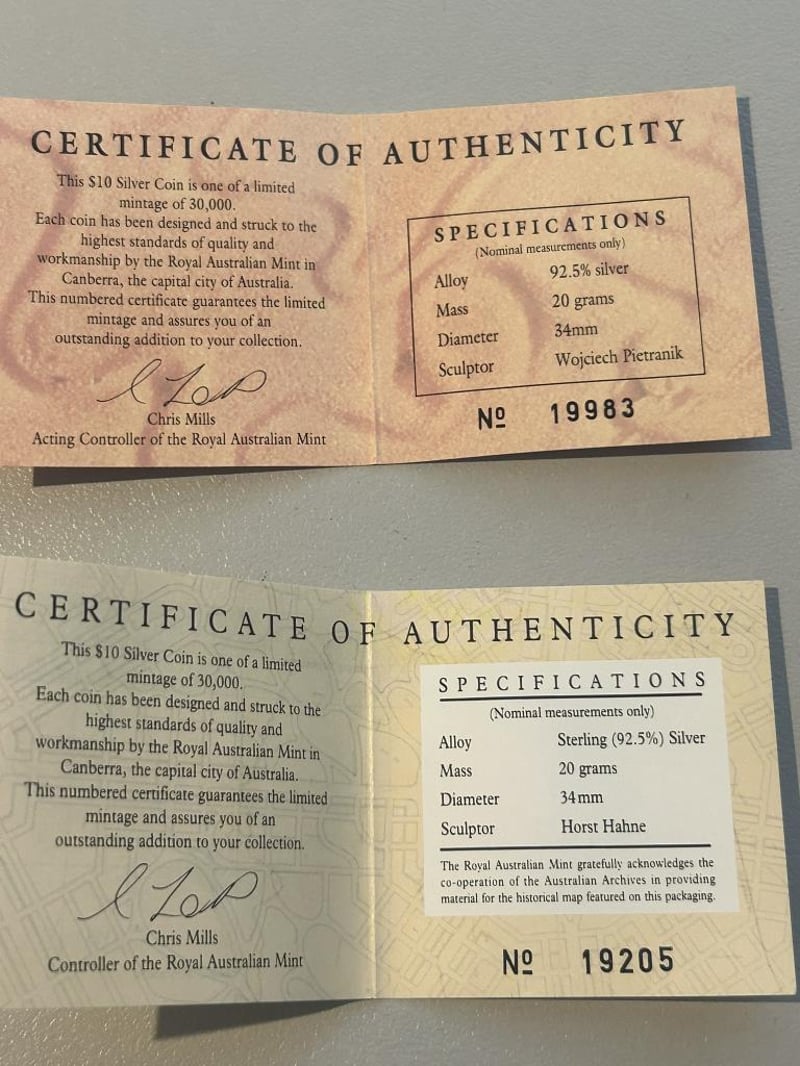 CERTIFICATE OF AUTHENTICITY
This $10 Silver Coin is one of a limited
mintage of 30,000.
Each coin has been designed and struck to the
highest standards of quality and
workmanship by the Royal Australian Mint in
Canberra, the capital city of Australia.
This numbered certificate guarantees the limited
mintage and assures you of an
outstanding addition to your collection.
Chris Mills
Acting Controller of the Royal Australian Mint
SPECIFICATIONS
(Nominal measurements only)
Alloy 92.5% silver
Mass 20 grams
Diameter 34mm
Sculptor Wojciech Pietranik
Nº 19983
CERTIFICATE OF AUTHENTICITY
This $10 Silver Coin is one of a limited
mintage of 30,000.
Each coin has been designed and struck to the
highest standards of quality and
workmanship by the Royal Australian Mint in
Canberra, the capital city of Australia.
This numbered certificate guarantees the limited
mintage and assures you of an
outstanding addition to your collection.
Chris Mills
Controller of the Royal Australian Mint
SPECIFICATIONS
(Nominal measurements only)
Alloy Sterling (92.5%) Silver
Mass 20 grams
Diameter 34mm
Sculptor Horst Hahne
The Royal Australian Mint gratefully acknowledges the
co-operation of the Australian Archives in providing
material for the historical map featured on this packaging.
Nº 19205